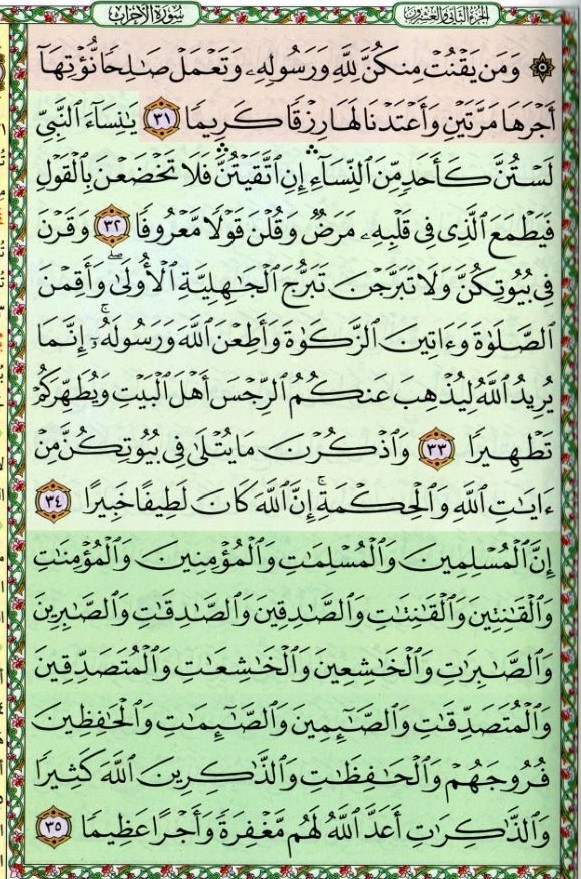 الجزء الثاني والعشرون
سورة الأحزاب
۞ وَمَن يَقْنُتْ مِنكُنَّ لِلَّهِ وَرَسُولِهِۦ وَتَعْمَلْ صَٰلِحًا نُّؤْتِهَآ
أَجْرَهَا مَرَّتَيْنِ وَأَعْتَدْنَا لَهَا رِزْقًا كَرِيمًا ٣١ يَٰنِسَآءَ ٱلنَّبِيِّ
لَسْتُنَّ كَأَحَدٍ مِّنَ ٱلنِّسَآءِ إِنِ ٱتَّقَيْتُنَّ فَلَا تَخْضَعْنَ بِٱلْقَوْلِ
فَيَطْمَعَ ٱلَّذِى فِى قَلْبِهِۦ مَرَضٌ وَقُلْنَ قَوْلًا مَّعْرُوفًا ٣٢ وَقَرْنَ
فِى بُيُوتِكُنَّ وَلَا تَبَرَّجْنَ تَبَرُّجَ ٱلْجَٰهِلِيَّةِ ٱلْأُولَىٰ ۖ وَأَقِمْنَ
ٱلصَّلَوٰةَ وَءَاتِينَ ٱلزَّكَوٰةَ وَأَطِعْنَ ٱللَّهَ وَرَسُولَهُۥٓ ۚ إِنَّمَا
يُرِيدُ ٱللَّهُ لِيُذْهِبَ عَنكُمُ ٱلرِّجْسَ أَهْلَ ٱلْبَيْتِ وَيُطَهِّرَكُمْ
تَطْهِيرًا ٣٣ وَٱذْكُرْنَ مَا يُتْلَىٰ فِى بُيُوتِكُنَّ مِنْ
ءَايَٰتِ ٱللَّهِ وَٱلْحِكْمَةِ ۚ إِنَّ ٱللَّهَ كَانَ لَطِيفًا خَبِيرًا ٣٤
إِنَّ ٱلْمُسْلِمِينَ وَٱلْمُسْلِمَٰتِ وَٱلْمُؤْمِنِينَ وَٱلْمُؤْمِنَٰتِ
وَٱلْقَٰنِتِينَ وَٱلْقَٰنِتَٰتِ وَٱلصَّٰدِقِينَ وَٱلصَّٰدِقَٰتِ وَٱلصَّٰبِرِينَ
وَٱلصَّٰبِرَٰتِ وَٱلْخَٰشِعِينَ وَٱلْخَٰشِعَٰتِ وَٱلْمُتَصَدِّقِينَ
وَٱلْمُتَصَدِّقَٰتِ وَٱلصَّٰٓئِمِينَ وَٱلصَّٰٓئِمَٰتِ وَٱلْحَٰفِظِينَ
فُرُوجَهُمْ وَٱلْحَٰفِظَٰتِ وَٱلذَّٰكِرِينَ ٱللَّهَ كَثِيرًا
وَٱلذَّٰكِرَٰتِ أَعَدَّ ٱللَّهُ لَهُم مَّغْفِرَةً وَأَجْرًا عَظِيمًا ٣٥